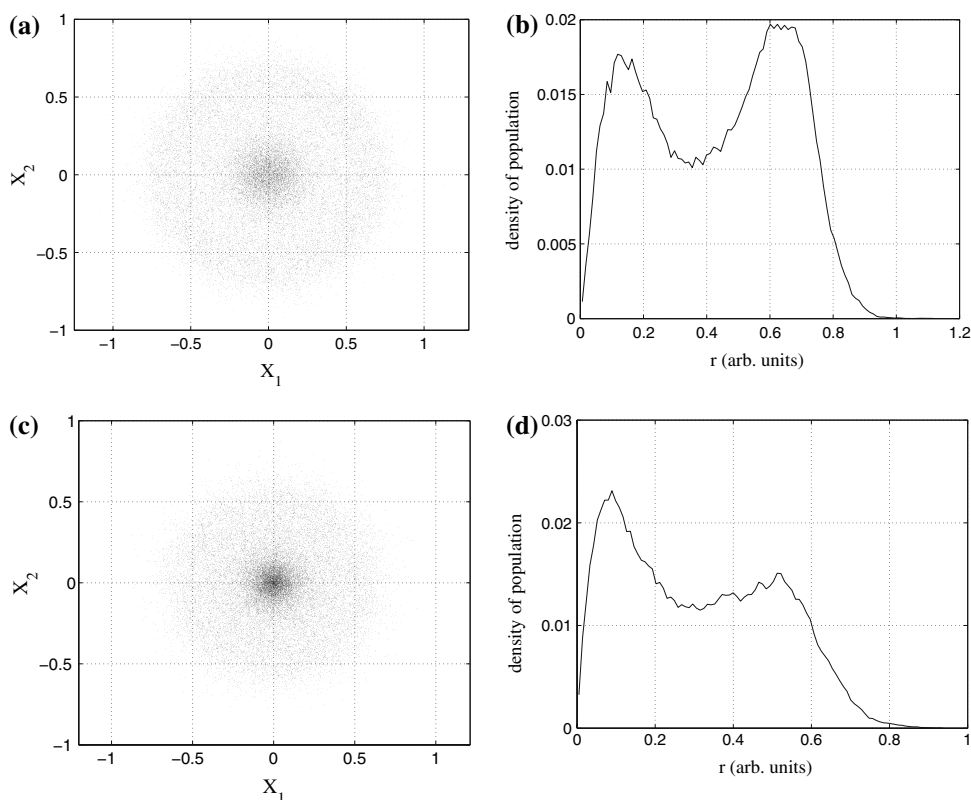 (a)
1
0.5
0
−0.5
−1
X2
−1 −0.5 0 0.5 1
X1
(b)
0.02
0.015
0.01
0.005
0
density of population
0 0.2 0.4 0.6 0.8 1 1.2
r (arb. units)
(c)
1
0.5
0
−0.5
−1
X2
−1 −0.5 0 0.5 1
X1
(d)
0.03
0.02
0.01
0
density of population
0 0.2 0.4 0.6 0.8 1
r (arb. units)